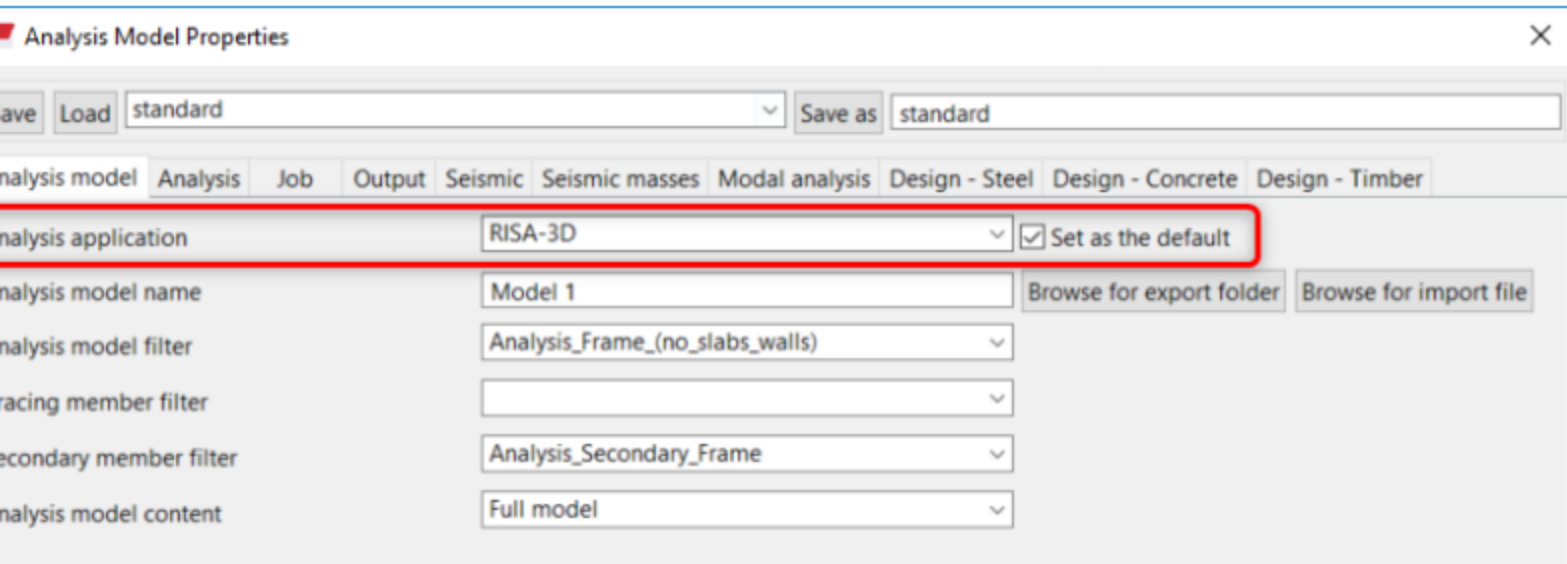 Analysis Model Properties
ave Load standard Save as standard
nalysis model Analysis Job Output Seismic Seismic masses Modal analysis Design - Steel Design - Concrete Design - Timber
nalysis application RISA-3D Set as the default
nalysis model name Model 1 Browse for export folder Browse for import file
nalysis model filter Analysis_Frame_(no_slabs_walls)
racing member filter
econdary member filter Analysis_Secondary_Frame
nalysis model content Full model